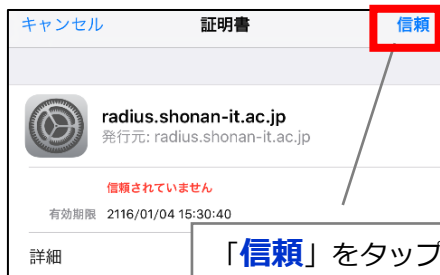 キャンセル 証明書 信頼
radius.shonan-it.ac.jp
発行元: radius.shonan-it.ac.jp
信頼されていません
有効期限 2116/01/04 15:30:40
詳細
「信頼」をタップ